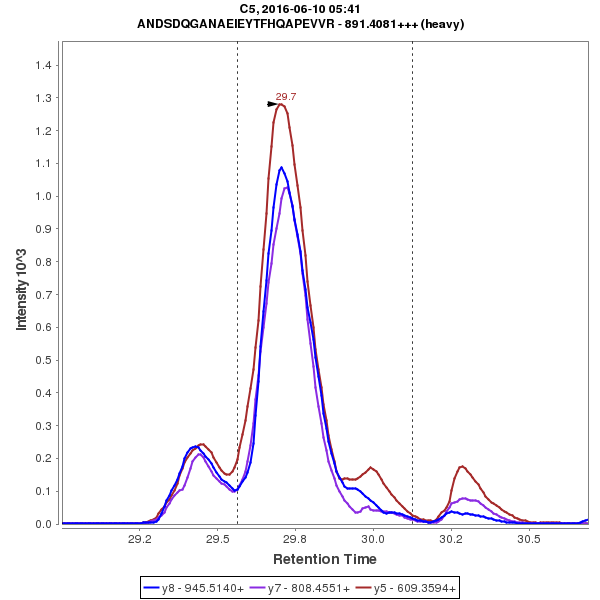 C5, 2016-06-10 05:41
ANDSDQGANAEIEYTFHQAPEVVR - 891.4081+++ (heavy)
29.7
Intensity 10^3
1.4
1.3
1.2
1.1
1.0
0.9
0.8
0.7
0.6
0.5
0.4
0.3
0.2
0.1
0.0
29.2 29.5 29.8 30.0 30.2 30.5
Retention Time
y8 - 945.5140+ y7 - 808.4551+ y5 - 609.3594+